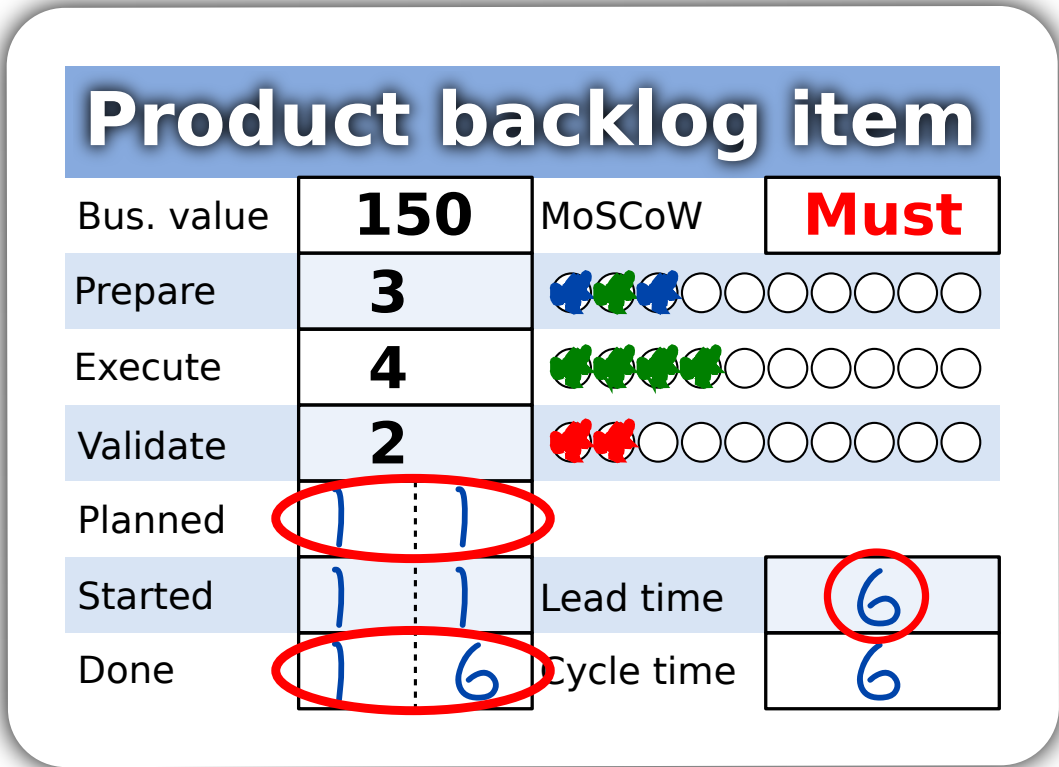 Product backlog item
Bus. value 150 MoSCoW Must
Prepare 3
Execute 4
Validate 2
Planned 1 1
Started 1 1 Lead time 6
Done 1 6 Cycle time 6